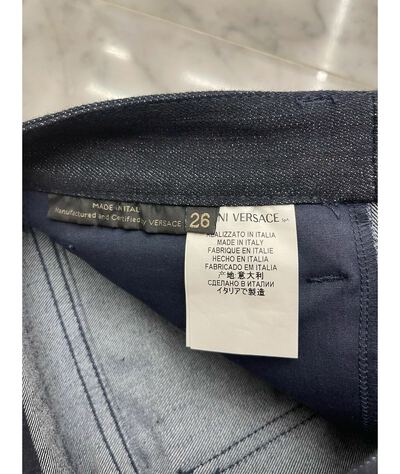 MADE IN ITAL
Manufactured and Certified by VERSACE
26
NI VERSACE SpA
REALIZZATO IN ITALIA
MADE IN ITALY
FABRIQUE EN ITALIE
HECHO EN ITALIA
FABRICADO EM ITALIA
产地:意大利
СДЕЛАНО В ИТАЛИИ
イタリアで製造